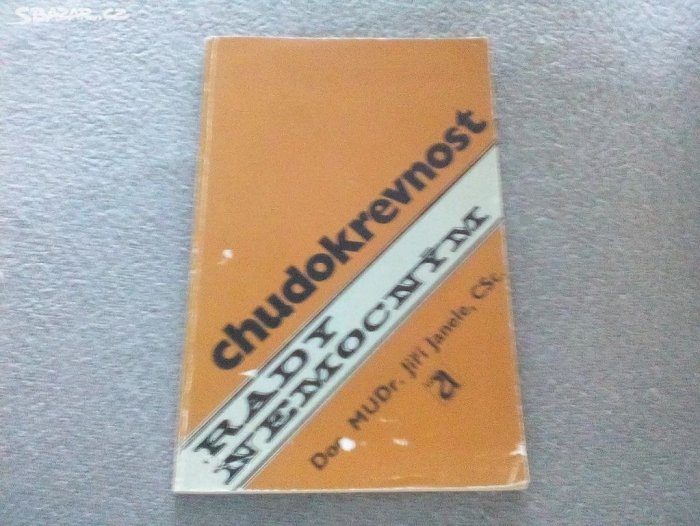 SBAZAR.CZ
chudokrevnost
RADY
NEMOCNÝM
Doc. MUDr. Jiří Janele, CSc.